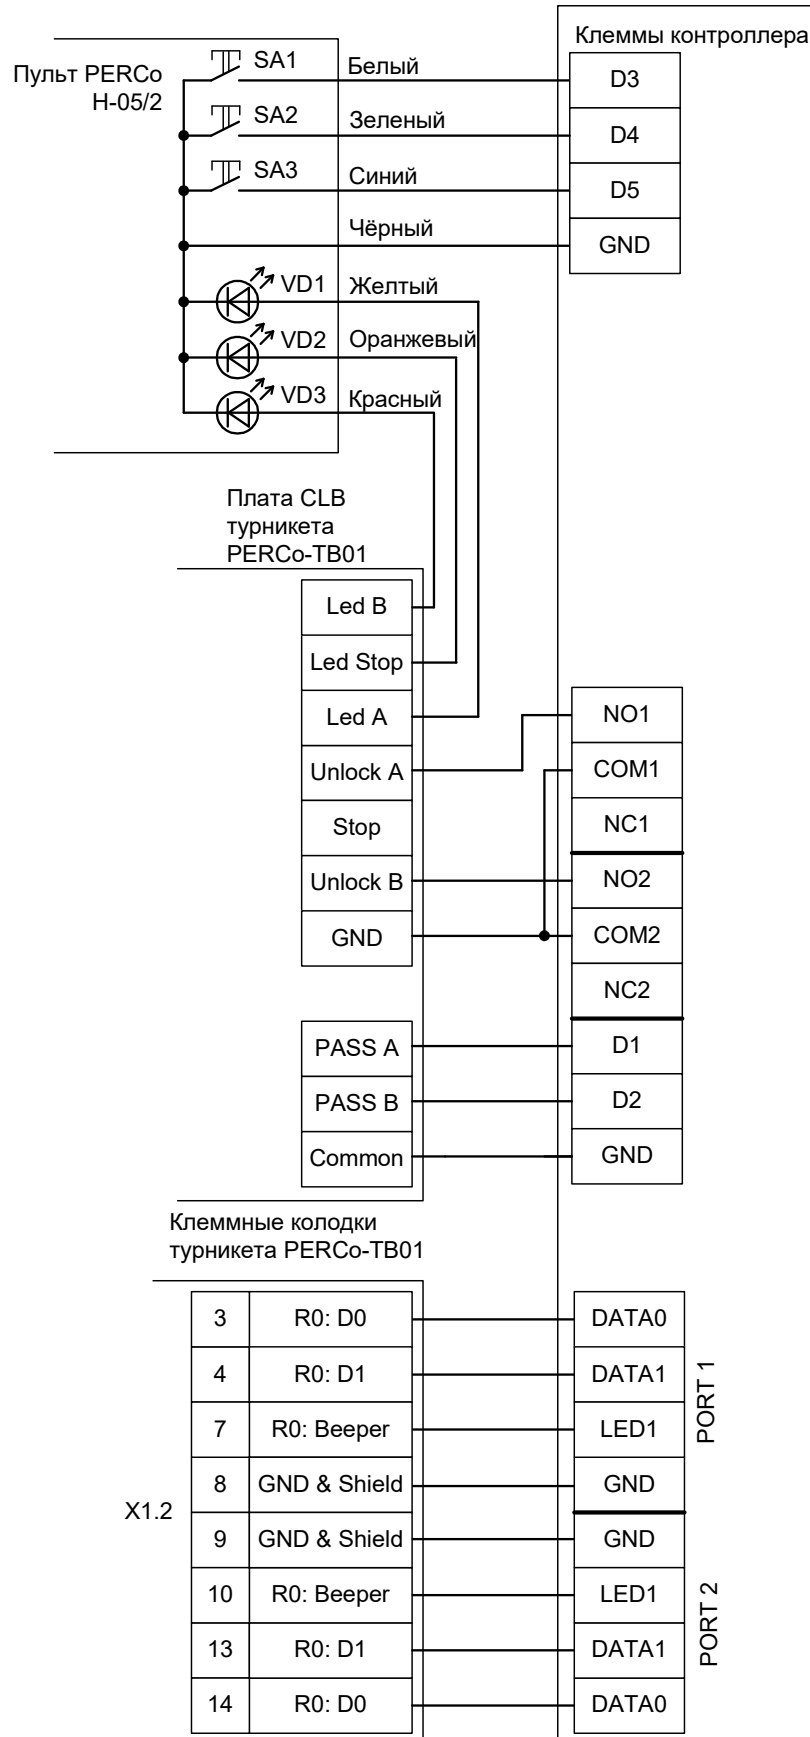 Клеммы контроллера
Пульт PERCo
H-05/2
SA1
Белый
D3
SA2
Зеленый
D4
SA3
Синий
D5
Чёрный
GND
VD1
Желтый
VD2
Оранжевый
VD3
Красный
Плата CLB
турникета
PERCo-TB01
Led B
Led Stop
Led A
NO1
Unlock A
COM1
Stop
NC1
Unlock B
NO2
GND
COM2
NC2
PASS A
D1
PASS B
D2
Common
GND
Клеммные колодки
турникета PERCo-TB01
X1.2
3
R0: D0
DATA0
4
R0: D1
DATA1
7
R0: Beeper
LED1
8
GND & Shield
GND
PORT 1
9
GND & Shield
GND
10
R0: Beeper
LED1
13
R0: D1
DATA1
14
R0: D0
DATA0
PORT 2